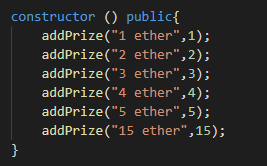 constructor () public{
    addPrize("1 ether",1);
    addPrize("2 ether",2);
    addPrize("3 ether",3);
    addPrize("4 ether",4);
    addPrize("5 ether",5);
    addPrize("15 ether",15);
}